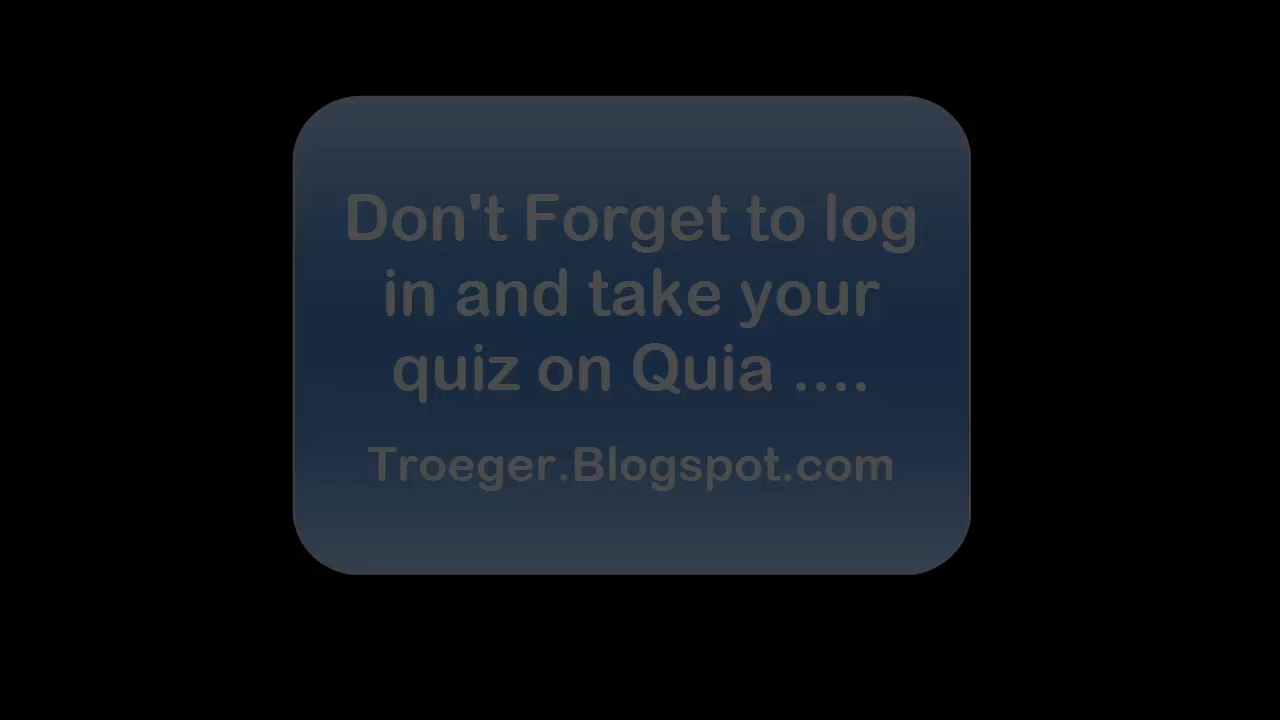 Don't Forget to log
in and take your
quiz on Quia ....
Troeger.Blogspot.com